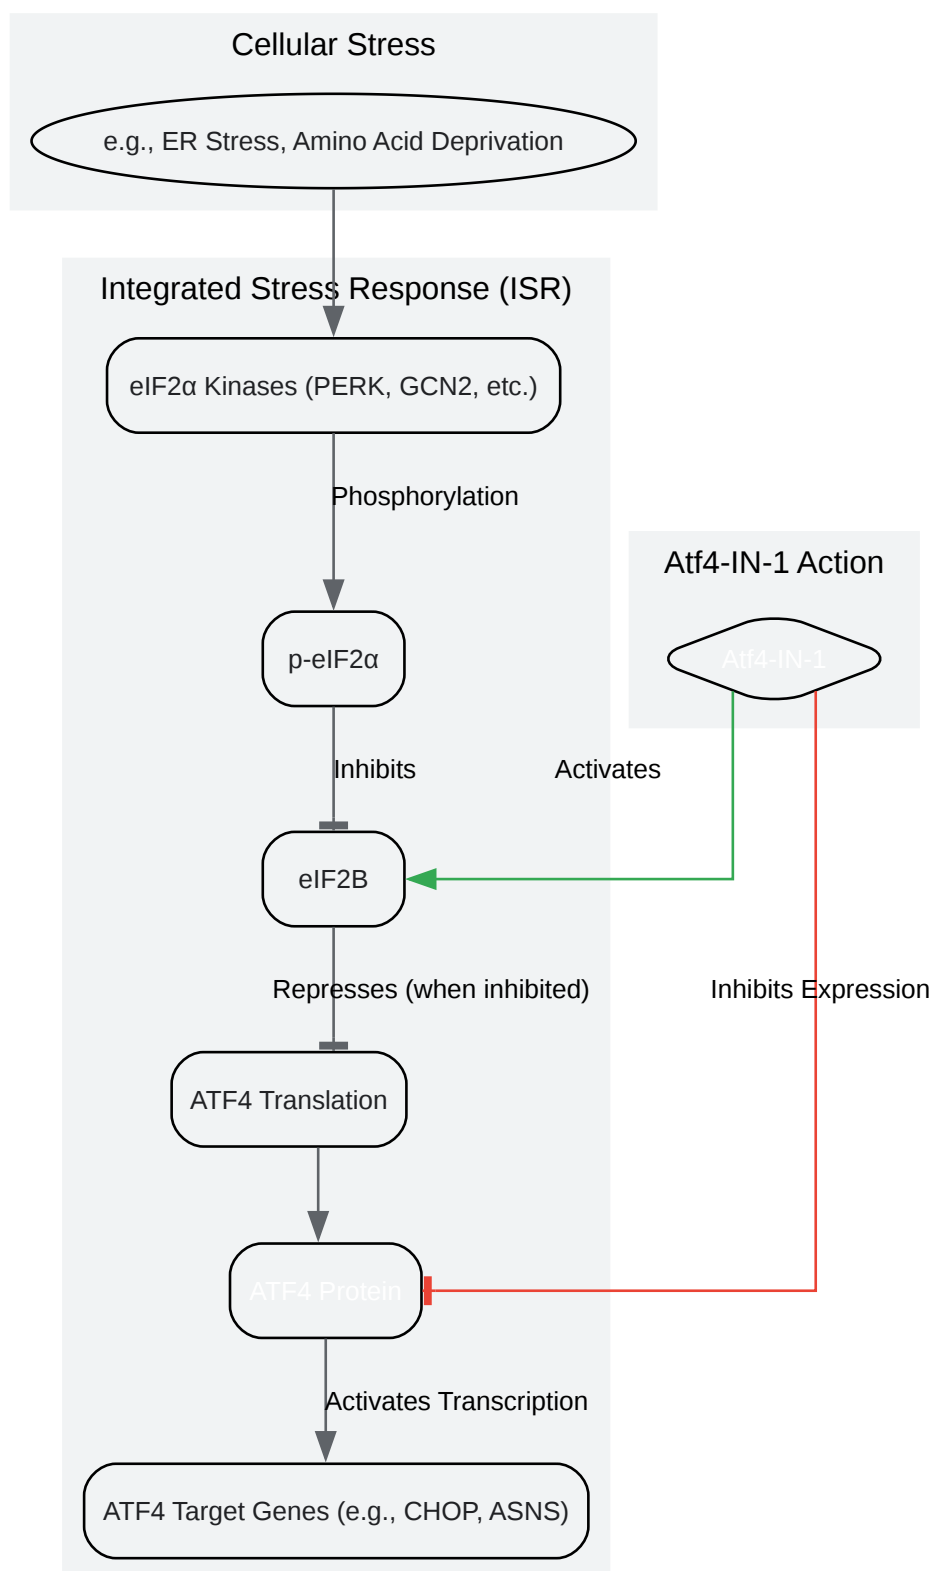 Cellular Stress
e.g., ER Stress, Amino Acid Deprivation
Integrated Stress Response (ISR)
eIF2α Kinases (PERK, GCN2, etc.)
Phosphorylation
Atf4-IN-1 Action
p-eIF2α
Atf4-IN-1
Inhibits
Activates
eIF2B
Represses (when inhibited)
Inhibits Expression
ATF4 Translation
ATF4 Protein
Activates Transcription
ATF4 Target Genes (e.g., CHOP, ASNS)